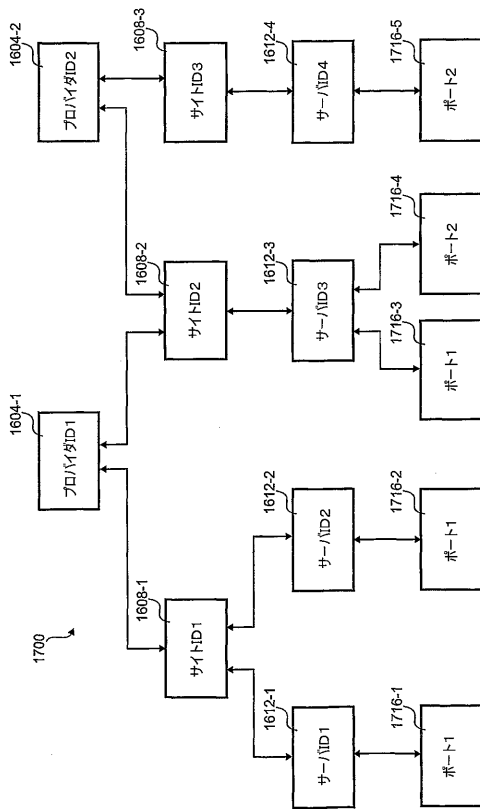 1700
1604-1
プロバイダID1
1604-2
プロバイダID2
1608-1
サイトID1
1608-2
サイトID2
1608-3
サイトID3
1612-1
サーバID1
1612-2
サーバID2
1612-3
サーバID3
1612-4
サーバID4
1716-1
ポート1
1716-2
ポート1
1716-3
ポート1
1716-4
ポート2
1716-5
ポート2